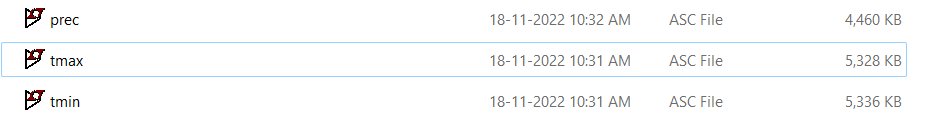 prec 18-11-2022 10:32 AM ASC File 4,460 KB
tmax 18-11-2022 10:31 AM ASC File 5,328 KB
tmin 18-11-2022 10:31 AM ASC File 5,336 KB